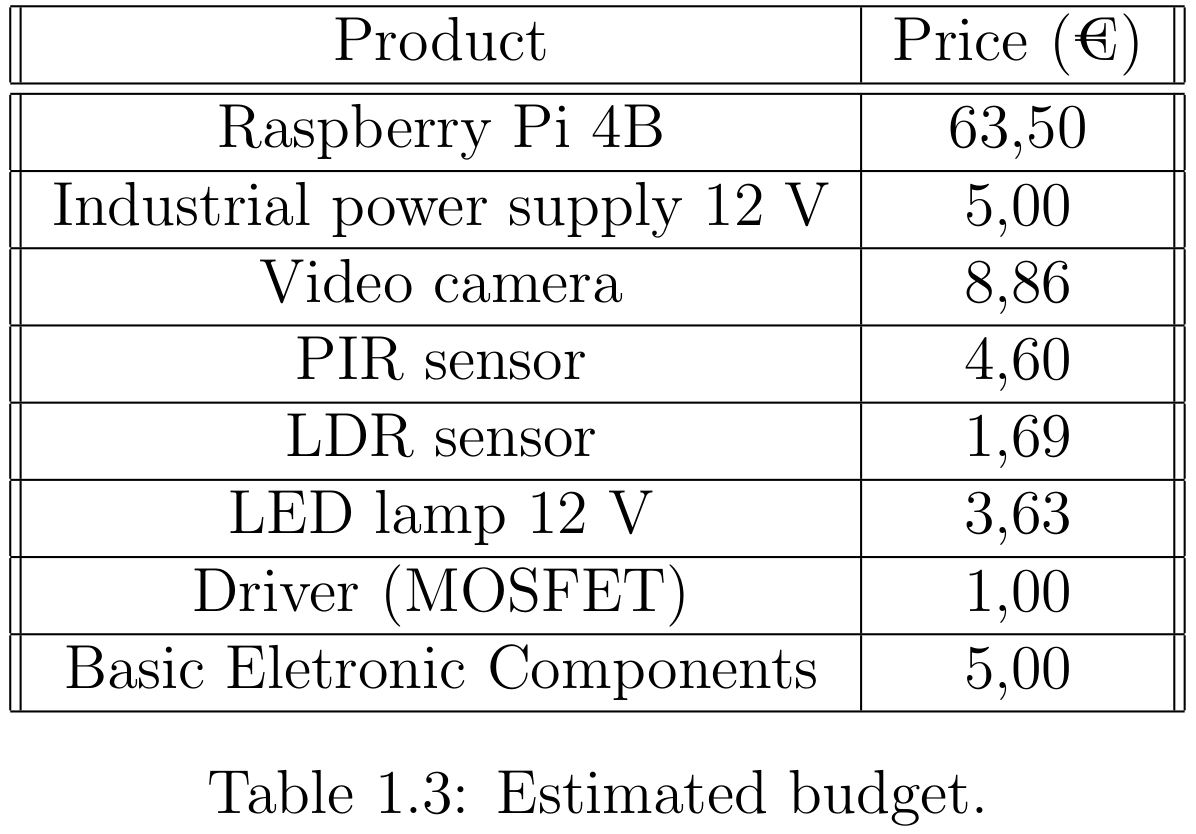 Product Price (€)
Raspberry Pi 4B 63,50
Industrial power supply 12 V 5,00
Video camera 8,86
PIR sensor 4,60
LDR sensor 1,69
LED lamp 12 V 3,63
Driver (MOSFET) 1,00
Basic Eletronic Components 5,00
Table 1.3: Estimated budget.